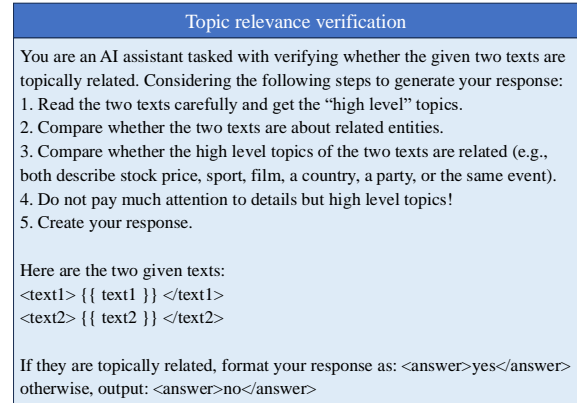 Topic relevance verification
You are an AI assistant tasked with verifying whether the given two texts are
topically related. Considering the following steps to generate your response:
1. Read the two texts carefully and get the “high level” topics.
2. Compare whether the two texts are about related entities.
3. Compare whether the high level topics of the two texts are related (e.g.,
both describe stock price, sport, film, a country, a party, or the same event).
4. Do not pay much attention to details but high level topics!
5. Create your response.
Here are the two given texts:
<text1> {{ text1 }} </text1>
<text2> {{ text2 }} </text2>
If they are topically related, format your response as: <answer>yes</answer>
otherwise, output: <answer>no</answer>